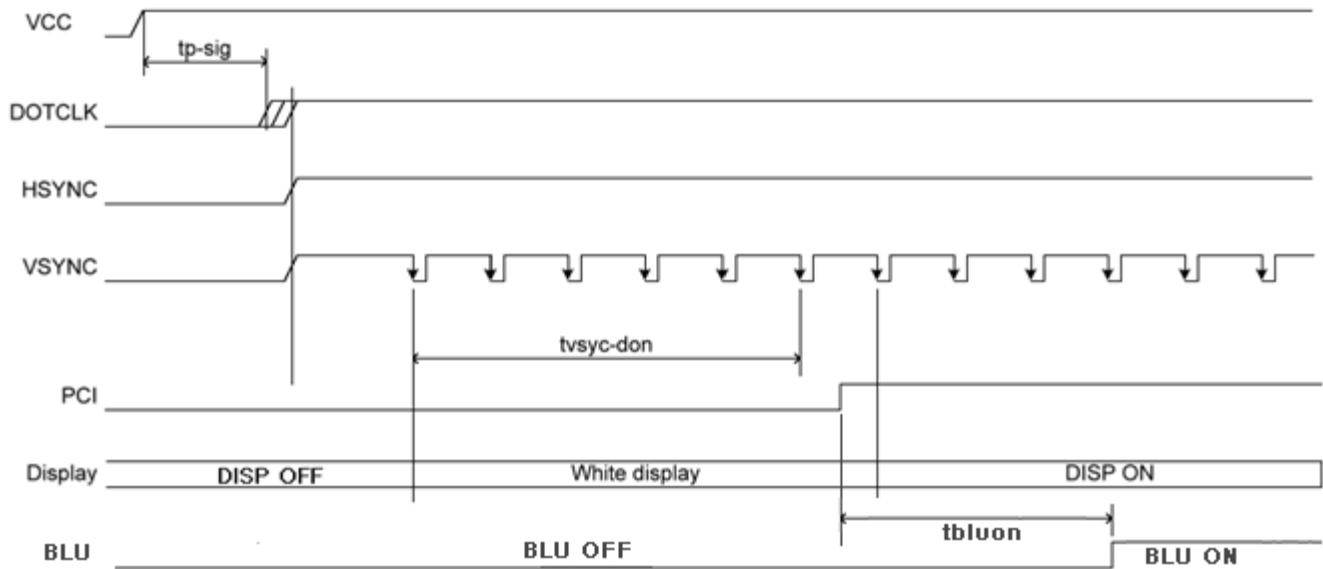 VCC
tp-sig
DOTCLK
HSYNC
VSYNC
tvsyc-don
PCI
Display DISP OFF White display DISP ON
tbluon
BLU BLU OFF BLU ON